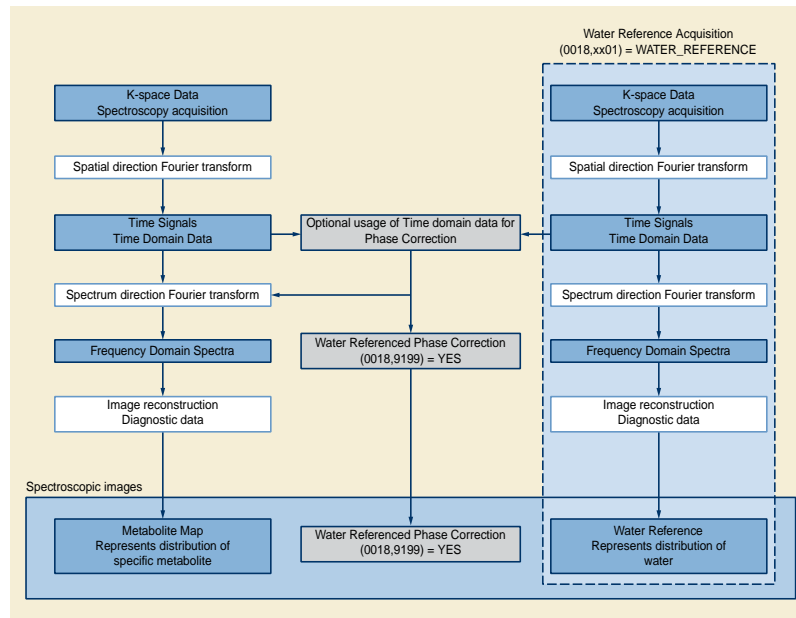 Water Reference Acquisition
(0018,xx01) = WATER_REFERENCE
K-space Data
Spectroscopy acquisition
K-space Data
Spectroscopy acquisition
Spatial direction Fourier transform
Spatial direction Fourier transform
Time Signals
Time Domain Data
Optional usage of Time domain data for
Phase Correction
Time Signals
Time Domain Data
Spectrum direction Fourier transform
Spectrum direction Fourier transform
Frequency Domain Spectra
Water Referenced Phase Correction
(0018,9199) = YES
Frequency Domain Spectra
Image reconstruction
Diagnostic data
Image reconstruction
Diagnostic data
Spectroscopic images
Metabolite Map
Represents distribution of
specific metabolite
Water Referenced Phase Correction
(0018,9199) = YES
Water Reference
Represents distribution of
water